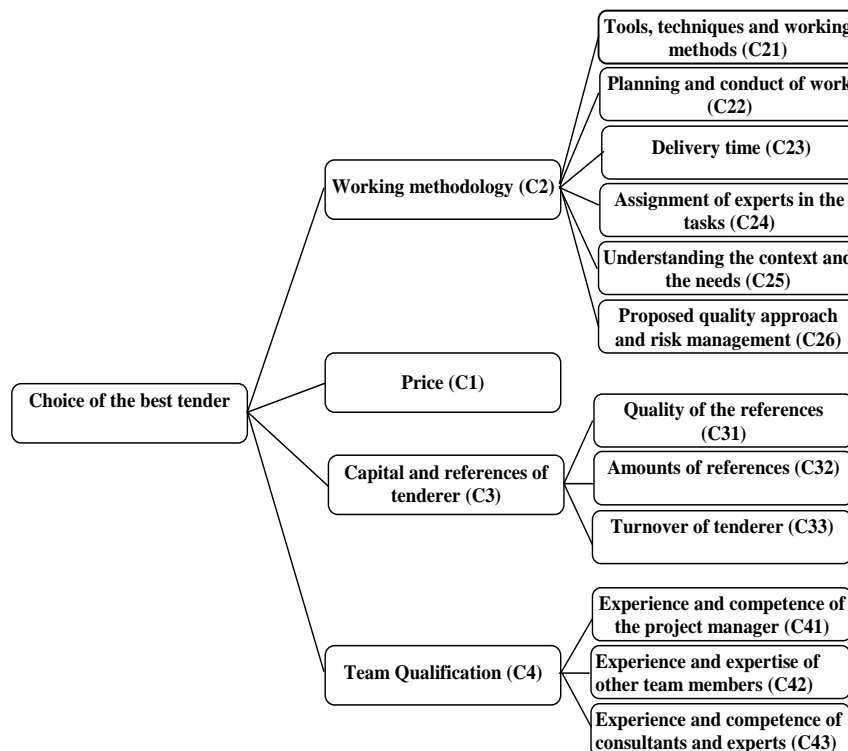 Choice of the best tender
Working methodology (C2)
Tools, techniques and working
methods (C21)
Planning and conduct of work
(C22)
Delivery time (C23)
Assignment of experts in the
tasks (C24)
Understanding the context and
the needs (C25)
Proposed quality approach
and risk management (C26)
Price (C1)
Capital and references of
tenderer (C3)
Quality of the references
(C31)
Amounts of references (C32)
Turnover of tenderer (C33)
Team Qualification (C4)
Experience and competence of
the project manager (C41)
Experience and expertise of
other team members (C42)
Experience and competence of
consultants and experts (C43)